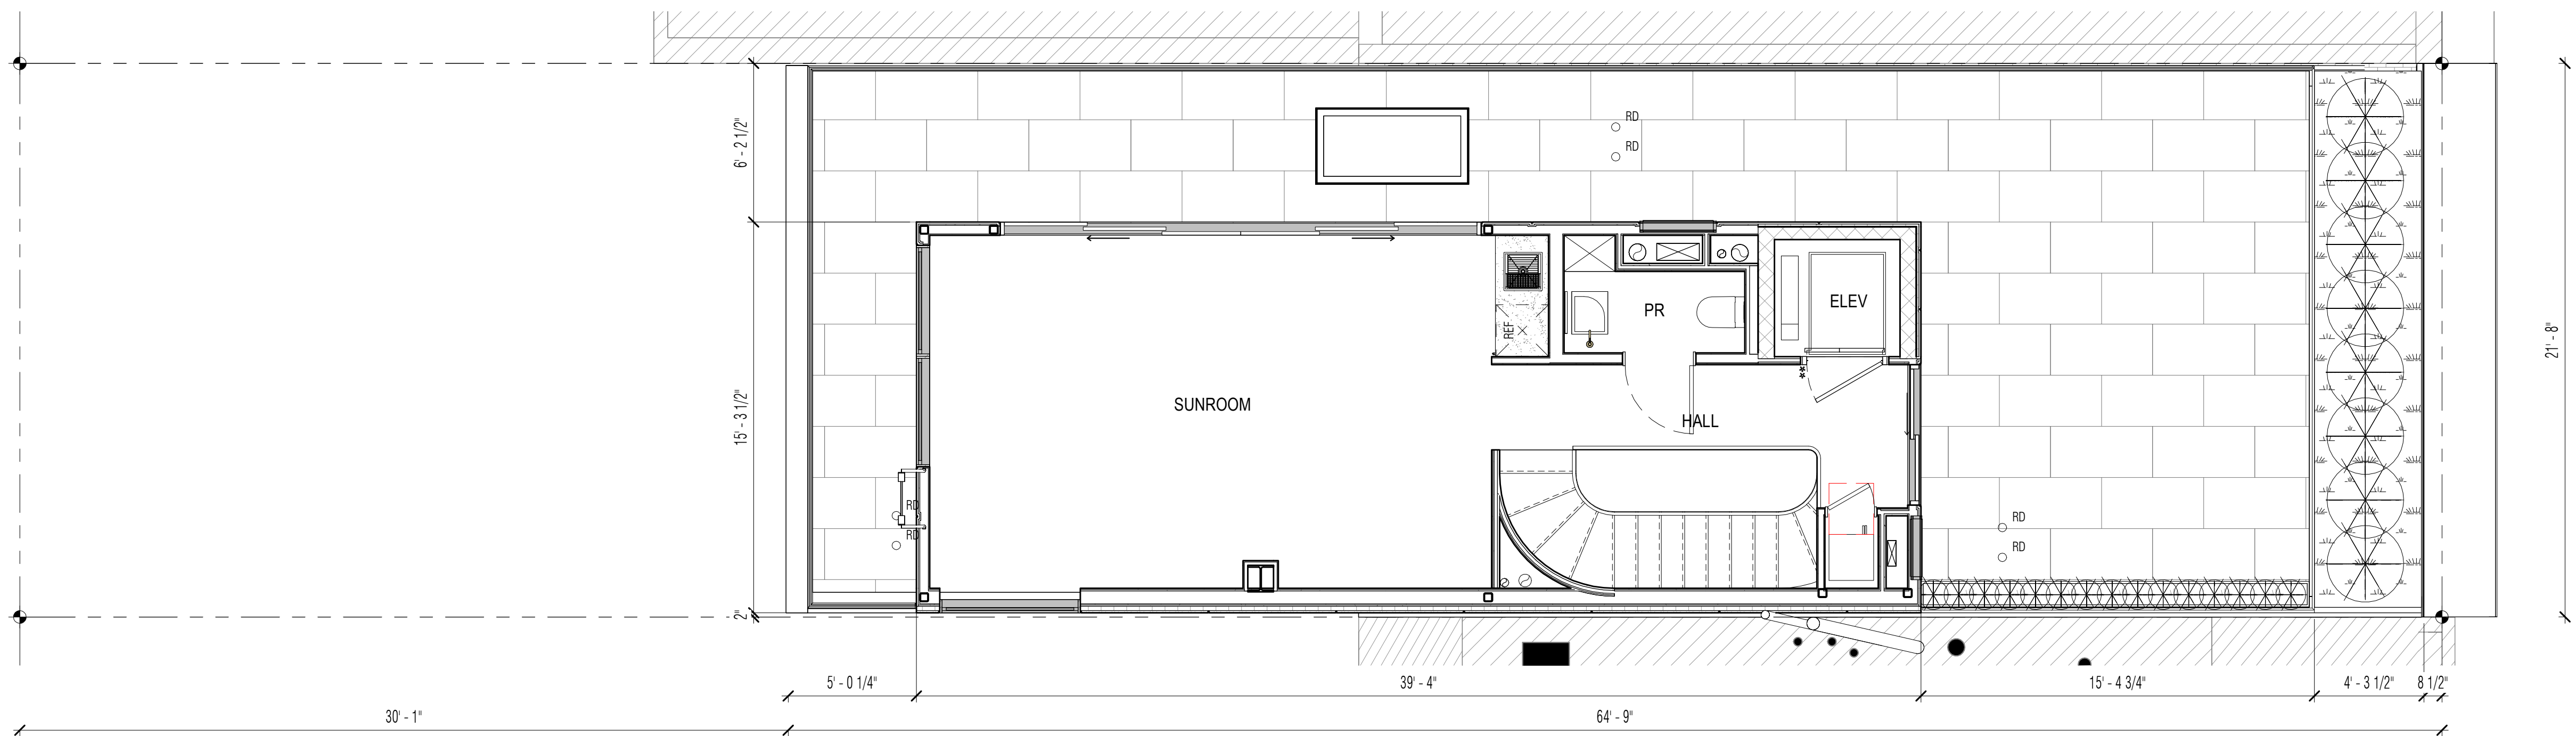 RD
RD
6' - 2 1/2"
21' - 8"
PR
ELEV
REF
SUNROOM
HALL
15' - 3 1/2"
RD
RD
RD
RD
2"
5' - 0 1/4"
39' - 4"
15' - 4 3/4"
4' - 3 1/2"
8 1/2"
30' - 1"
64' - 9"